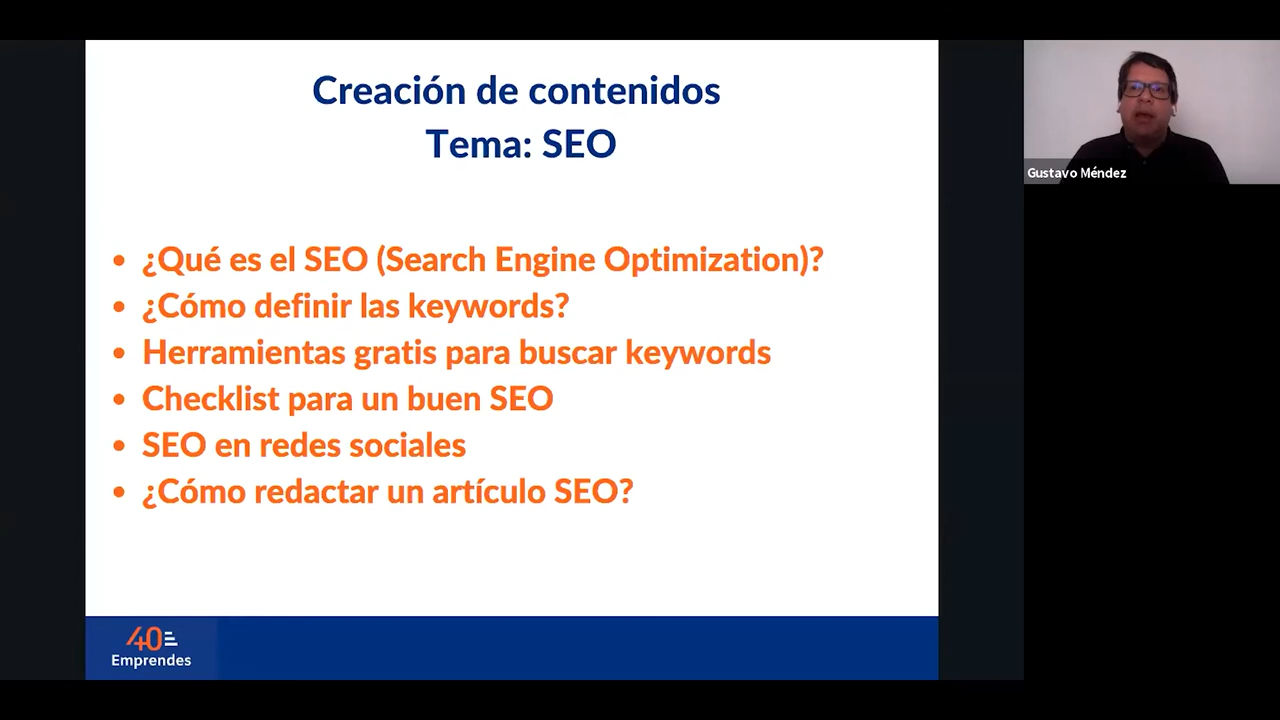 Creación de contenidos
Tema: SEO
• ¿Qué es el SEO (Search Engine Optimization)?
• ¿Cómo definir las keywords?
• Herramientas gratis para buscar keywords
• Checklist para un buen SEO
• SEO en redes sociales
• ¿Cómo redactar un artículo SEO?
40
Emprendes
Gustavo Méndez